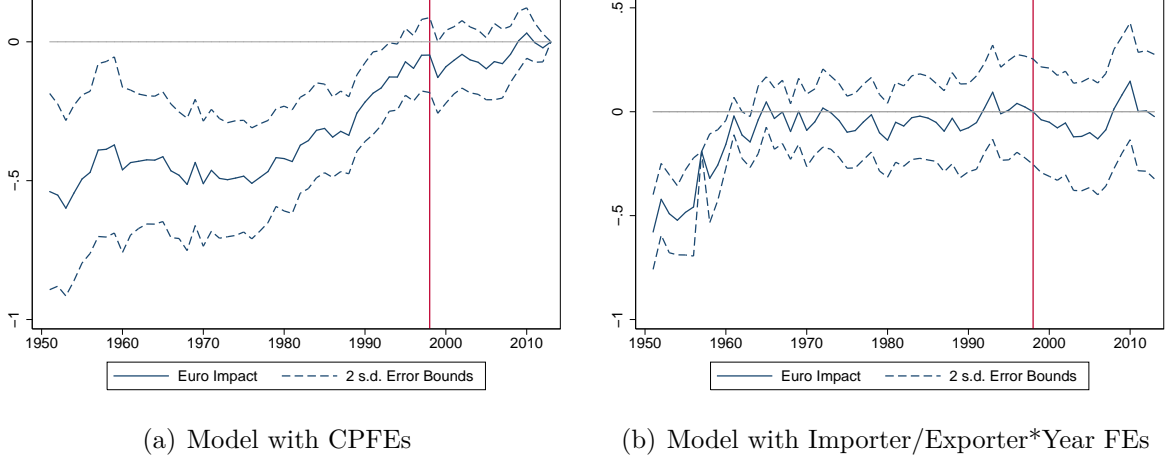 0
-.5
-1
1950 1960 1970 1980 1990 2000 2010
Euro Impact 2 s.d. Error Bounds
(a) Model with CPFEs
.5
0
-.5
-1
1950 1960 1970 1980 1990 2000 2010
Euro Impact 2 s.d. Error Bounds
(b) Model with Importer/Exporter*Year FEs